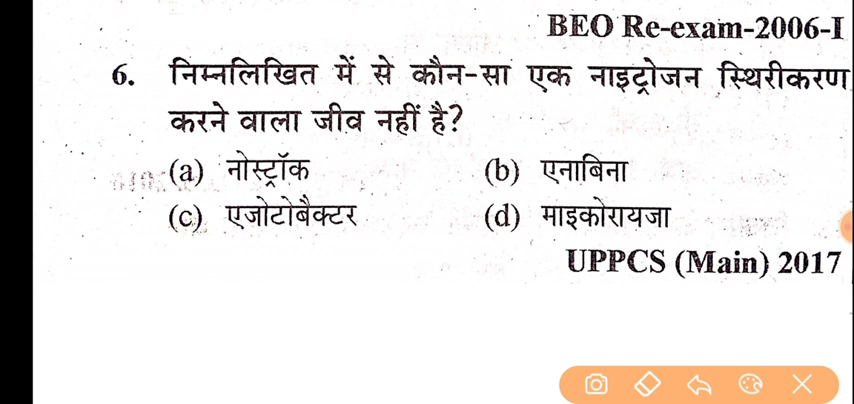 BEO Re-exam-2006-I
6. निम्नलिखित में से कौन-सा एक नाइट्रोजन स्थिरीकरण
करने वाला जीव नहीं है?
(a) नोस्ट्रॉक (b) एनाबिना
(c) एजोटोबैक्टर (d) माइकोरायजा
UPPCS (Main) 2017